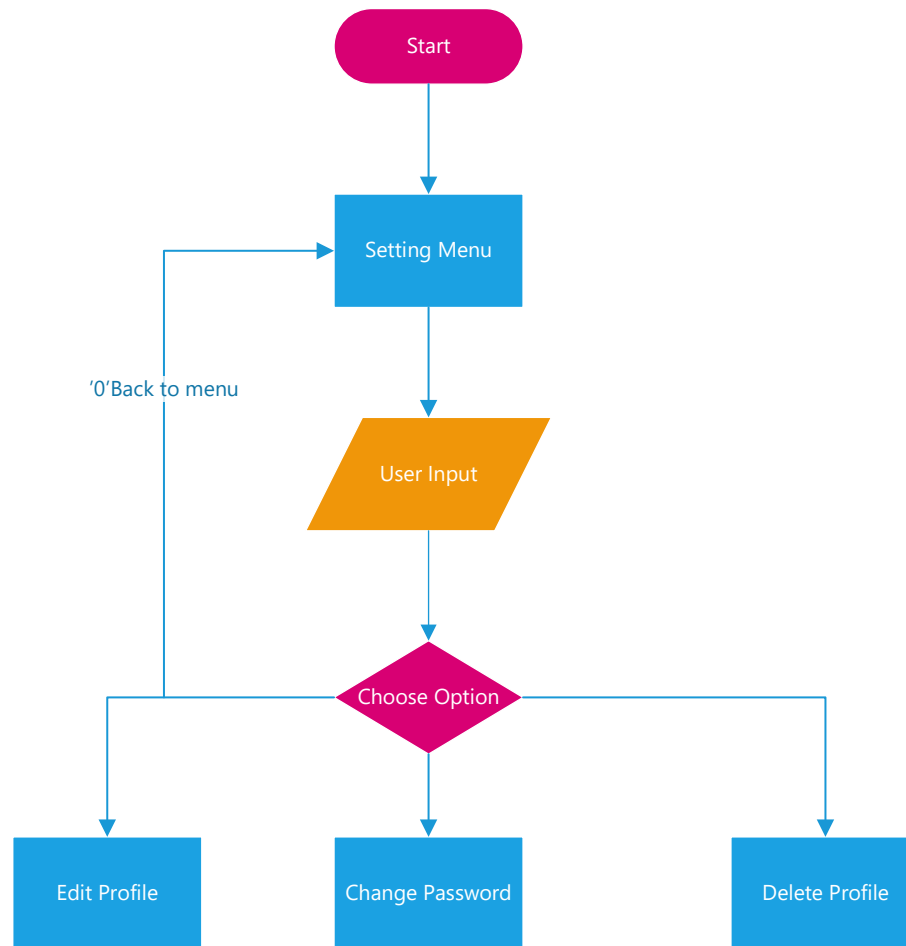 Start
Setting Menu
‘0’Back to menu
User Input
Choose Option
Edit Profile
Change Password
Delete Profile